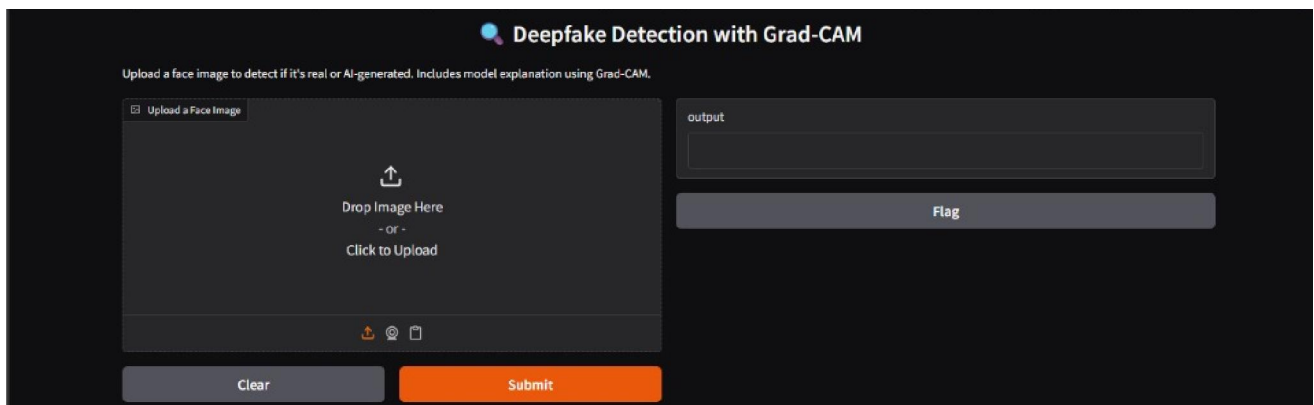 Deepfake Detection with Grad-CAM
Upload a face image to detect if it's real or AI-generated. Includes model explanation using Grad-CAM.
Upload a Face Image
Drop Image Here
- or -
Click to Upload
Clear
Submit
output
Flag